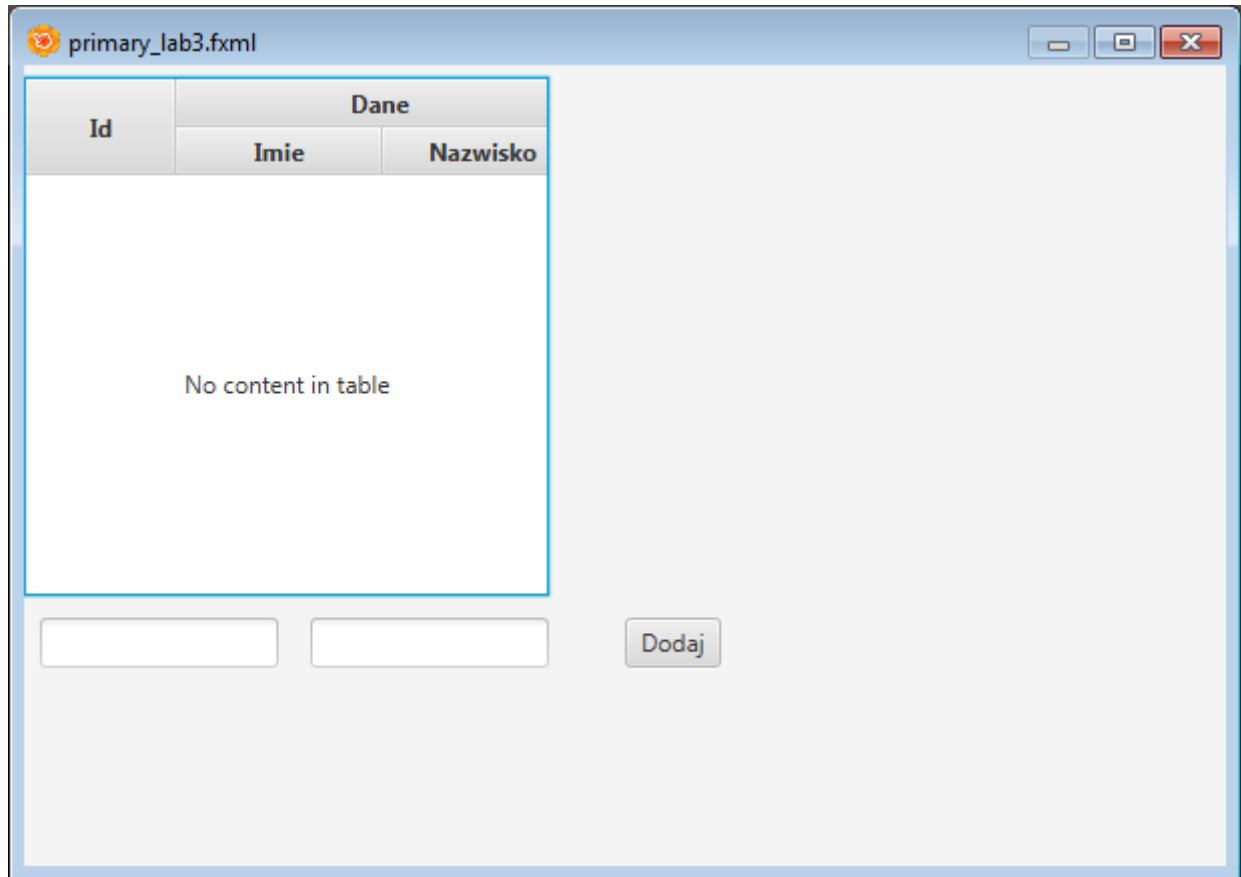 primary_lab3.fxml
Id
Dane
Imie
Nazwisko
No content in table
Dodaj